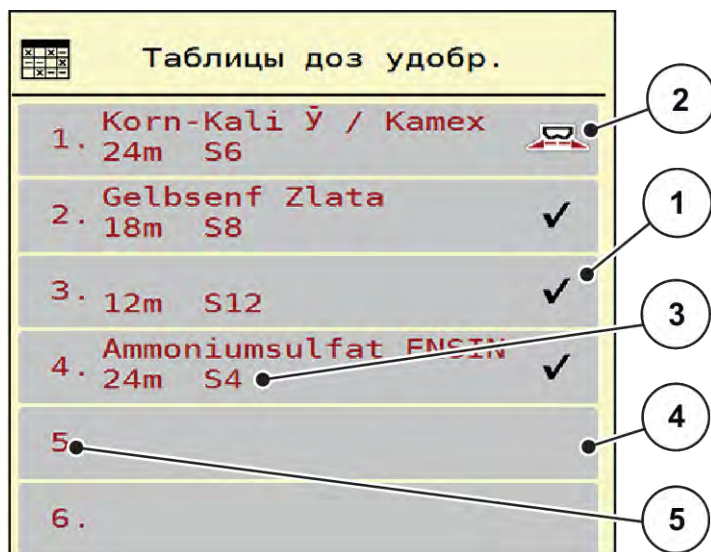 Таблицы доз удобр.
1. Korn-Kali Ў / Kamex
24m S6
2. Gelbsenf Zlata
18m S8
3.
12m S12
4. Ammoniumsulfat ENSIN
24m S4
5
6.
2
1
3
4
5